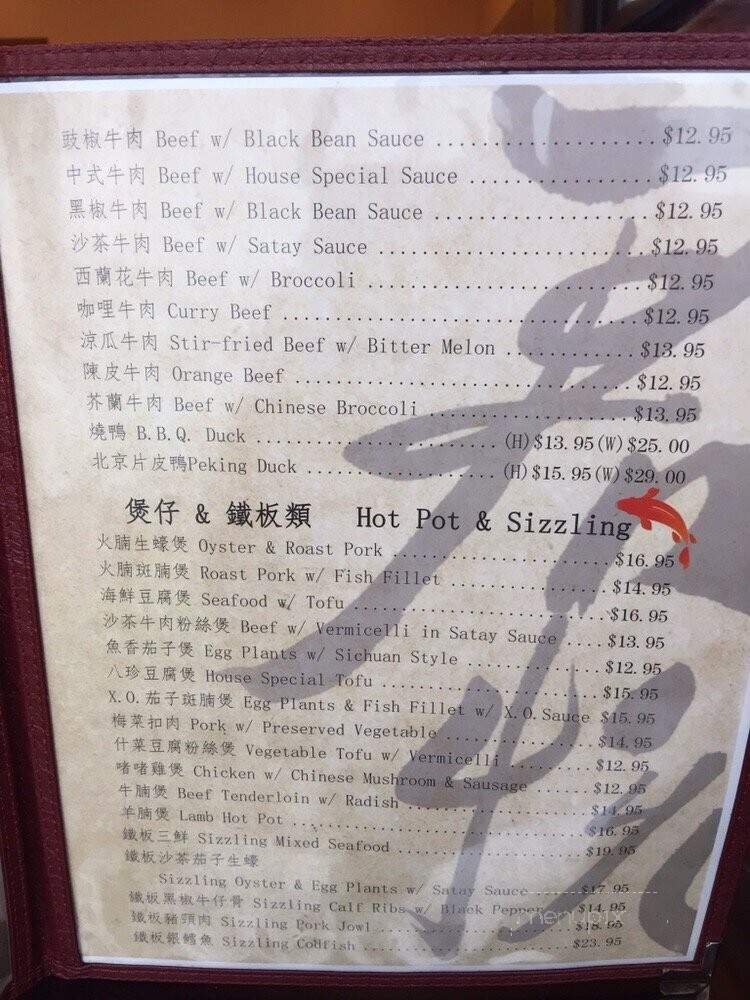 豉椒牛肉 Beef w/ Black Bean Sauce ..................... $12.95
中式牛肉 Beef w/ House Special Sauce ................. $12.95
黑椒牛肉 Beef w/ Black Bean Sauce ..................... $12.95
沙茶牛肉 Beef w/ Satay Sauce ......................... $12.95
西蘭花牛肉 Beef w/ Broccoli ......................... $12.95
咖哩牛肉 Curry Beef ................................ $12.95
涼瓜牛肉 Stir-fried Beef w/ Bitter Melon ............ $13.95
陳皮牛肉 Orange Beef ............................... $12.95
芥蘭牛肉 Beef w/ Chinese Broccoli .................. $13.95
燒鴨 B.B.Q. Duck ....................... (H)$13.95(W)$25.00
北京片皮鴨Peking Duck .................. (H)$15.95(W)$29.00
煲仔 & 鐵板類 Hot Pot & Sizzling
火腩生蠔煲 Oyster & Roast Pork ..................... $16.95
火腩斑腩煲 Roast Pork w/ Fish Fillet ............... $14.95
海鮮豆腐煲 Seafood w/ Tofu ........................ $16.95
沙茶牛肉粉絲煲 Beef w/ Vermicelli in Satay Sauce .... $13.95
魚香茄子煲 Egg Plants w/ Sichuan Style ............. $12.95
八珍豆腐煲 House Special Tofu ..................... $15.95
X.O.茄子斑腩煲 Egg Plants & Fish Fillet w/ X.O.Sauce $15.95
梅菜扣肉 Pork w/ Preserved Vegetable ............... $14.95
什菜豆腐粉絲煲 Vegetable Tofu w/ Vermicelli ......... $12.95
啫啫雞煲 Chicken w/ Chinese Mushroom & Sausage ...... $12.95
牛腩煲 Beef Tenderloin w/ Radish .................. $14.95
羊腩煲 Lamb Hot Pot ............................... $16.95
鐵板三鮮 Sizzling Mixed Seafood ................... $19.95
鐵板沙茶茄子生蠔
Sizzling Oyster & Egg Plants w/ Satay Sauce ....... $17.95
鐵板黑椒牛仔骨 Sizzling Calf Ribs w/ Black Pepper ... $14.95
鐵板豬頸肉 Sizzling Pork Jowl ..................... $18.95
鐵板銀鱈魚 Sizzling Codfish ....................... $23.95
menupix